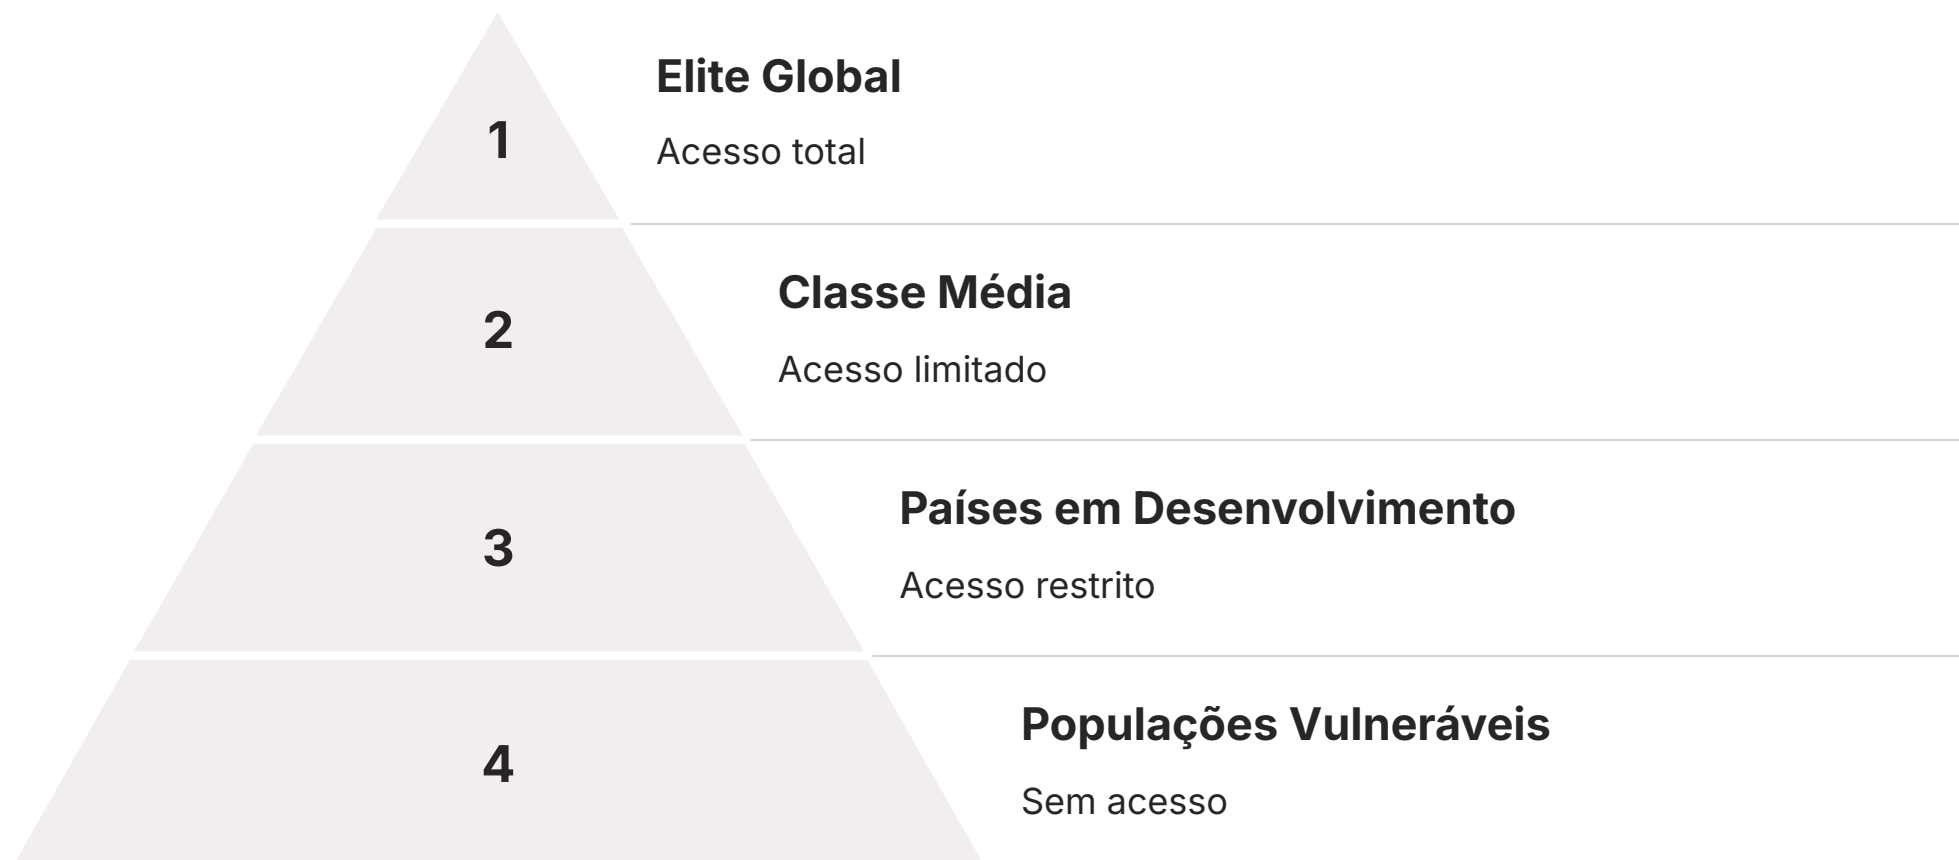 1
Elite Global
Acesso total
2
Classe Média
Acesso limitado
3
Países em Desenvolvimento
Acesso restrito
4
Populações Vulneráveis
Sem acesso